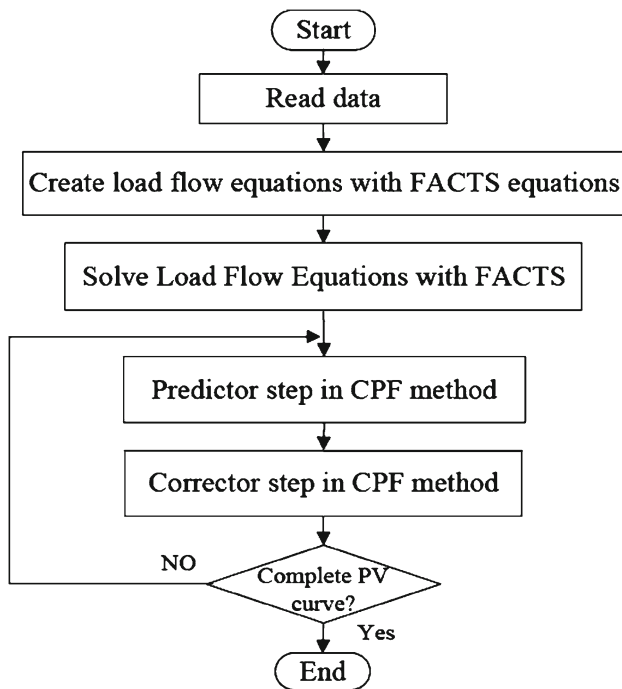 Start
Read data
Create load flow equations with FACTS equations
Solve Load Flow Equations with FACTS
Predictor step in CPF method
Corrector step in CPF method
NO
Complete PV
curve?
Yes
End